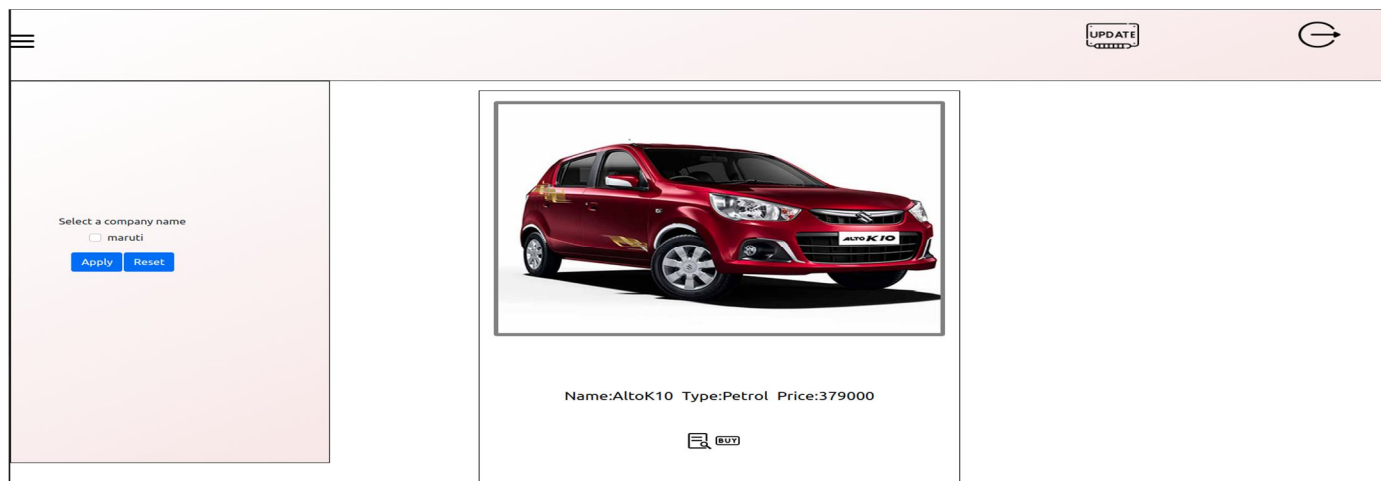 UPDATE
Select a company name
maruti
Apply Reset
ALTO K10
Name:AltoK10 Type:Petrol Price:379000
BUY